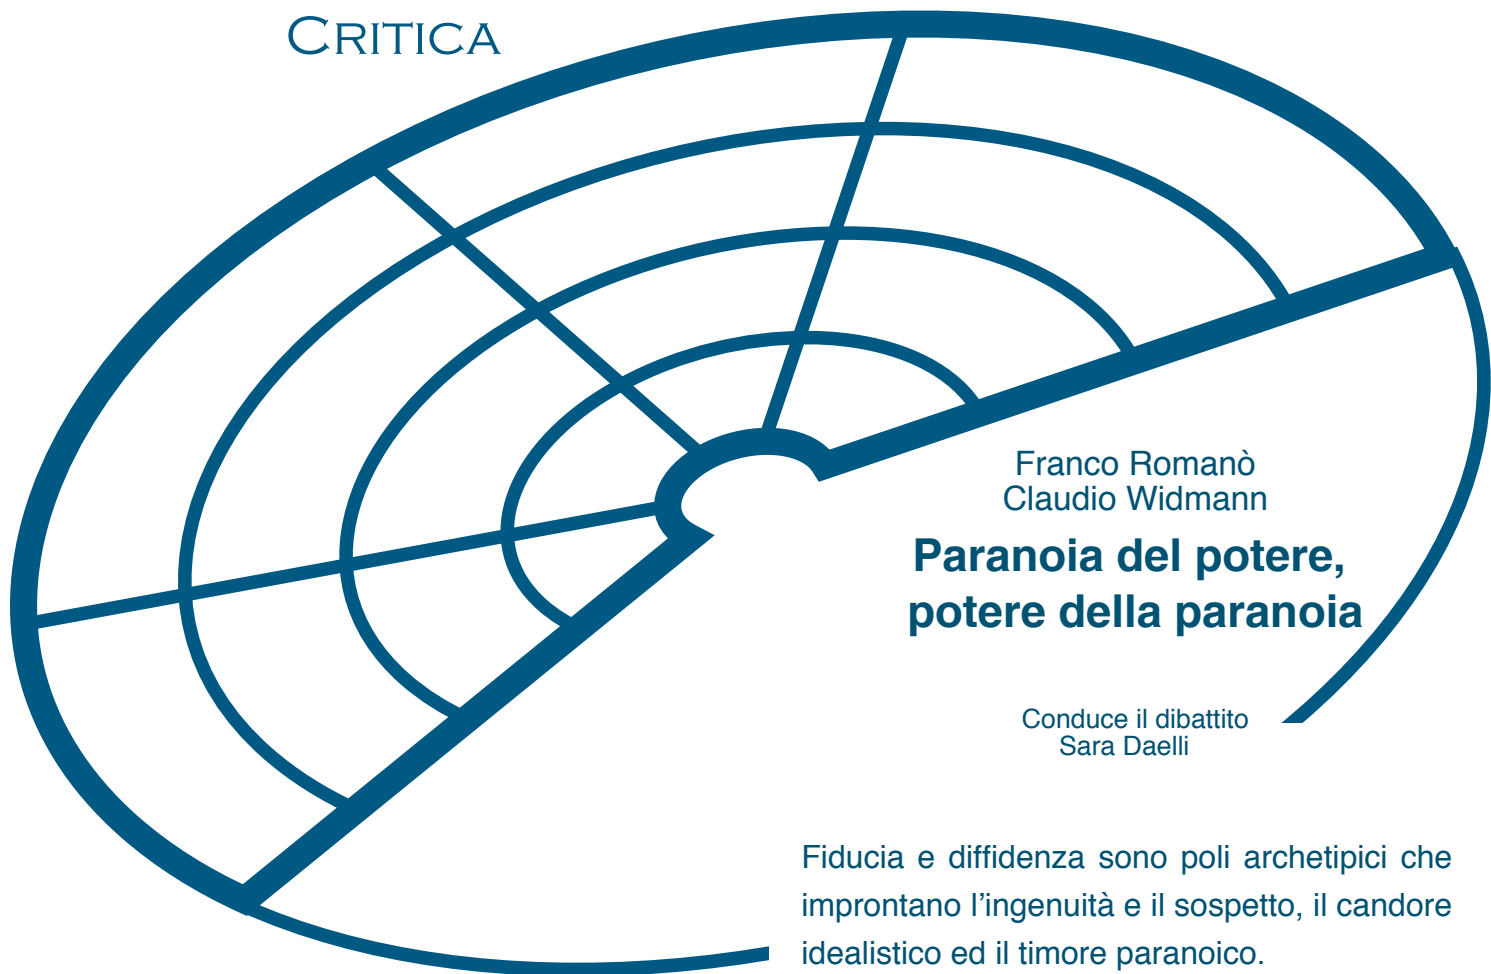 CRITICA
Franco Romanò
Claudio Widmann
Paranoia del potere,
potere della paranoia
Conduce il dibattito
Sara Daelli
Fiducia e diffidenza sono poli archetipici che
improntano l'ingenuità e il sospetto, il candore
idealistico ed il timore paranoico.